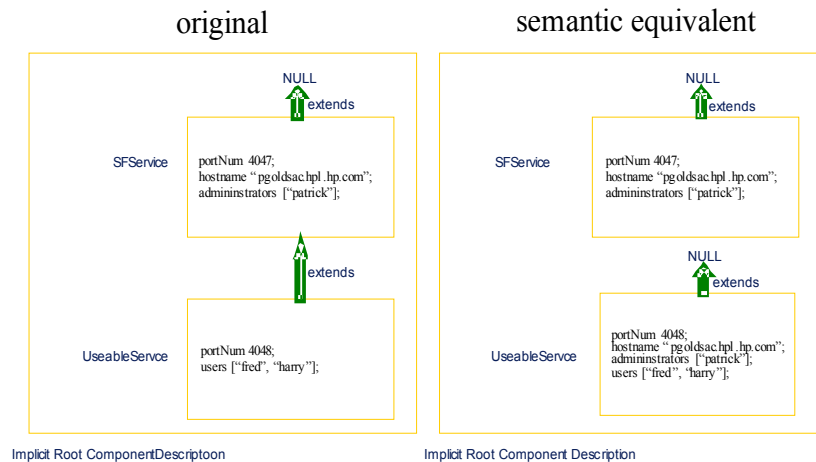 original
NULL
extends
SFService
portNum 4047;
hostname “pgoldsac.hpl.hp.com”;
admininstrators [“patrick”];
extends
UseableServce
portNum 4048;
users [“fred”, “harry”];
Implicit Root ComponentDescriptoon
semantic equivalent
NULL
extends
SFService
portNum 4047;
hostname “pgoldsac.hpl.hp.com”;
admininstrators [“patrick”];
NULL
extends
UseableServce
portNum 4048;
hostname “pgoldsac.hpl.hp.com”;
admininstrators [“patrick”];
users [“fred”, “harry”];
Implicit Root Component Description